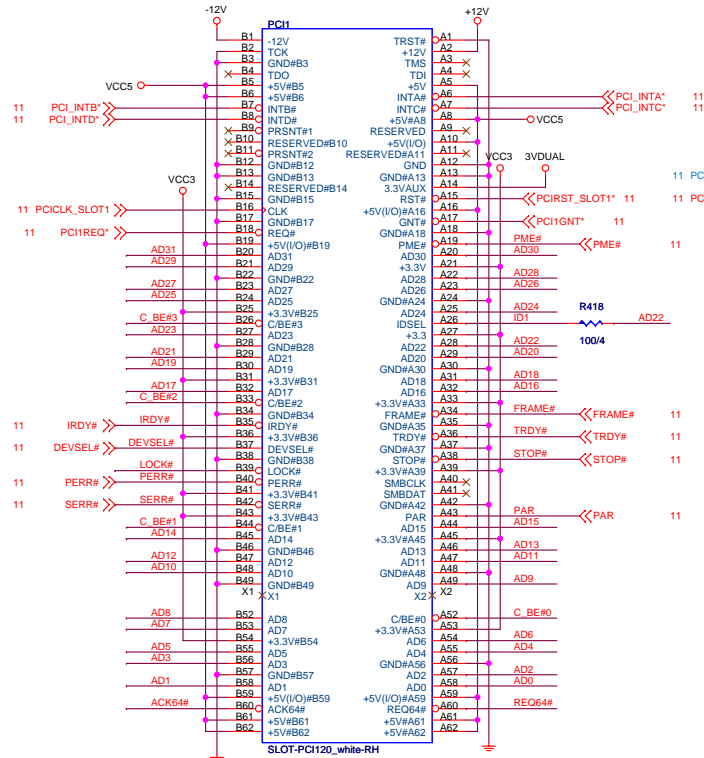 -12V +12V
PCI1
B1 -12V TRST# A1
B2 TCK +12V A2
B3 GND#B3 TMS A3
B4 TDO TDI A4
VCC5 B5 +5V#B5 +5V A5
B6 +5V#B6 INTA# A6 PCI_INTA* 11
11 PCI_INTB* B7 INTB# INTC# A7 PCI_INTC* 11
11 PCI_INTD* B8 INTD# +5V#A8 A8 VCC5
B9 PRSNT#1 RESERVED A9
B10 RESERVED#B10 +5V(I/O) A10
B11 PRSNT#2 RESERVED#A11 A11
B12 GND#B12 GND A12 VCC3 3VDUAL
B13 GND#B13 GND#A13 A13 11 PC
VCC3 B14 RESERVED#B14 3.3VAUX A14
B15 GND#B15 RST# A15 PCIRST_SLOT1* 11 11 PC
11 PCICLK_SLOT1 B16 CLK +5V(I/O)#A16 A16
B17 GND#B17 GNT# A17 PCI1GNT* 11
11 PCI1REQ* B18 REQ# GND#A18 A18
B19 +5V(I/O)#B19 PME# A19 PME# PME# 11
AD31 B20 AD31 AD30 A20 AD30
AD29 B21 AD29 +3.3V A21
B22 GND#B22 AD28 A22 AD28
AD27 B23 AD27 AD26 A23 AD26
AD25 B24 AD25 GND#A24 A24
B25 +3.3V#B25 AD24 A25 AD24 R418
C_BE#3 B26 C/BE#3 IDSEL A26 ID1 AD22
AD23 B27 AD23 +3.3 A27 100/4
B28 GND#B28 AD22 A28 AD22
AD21 B29 AD21 AD20 A29 AD20
AD19 B30 AD19 GND#A30 A30
B31 +3.3V#B31 AD18 A31 AD18
AD17 B32 AD17 AD16 A32 AD16
C_BE#2 B33 C/BE#2 +3.3V#A33 A33
B34 GND#B34 FRAME# A34 FRAME# FRAME# 11
11 IRDY# IRDY# B35 IRDY# GND#A35 A35
B36 +3.3V#B36 TRDY# A36 TRDY# TRDY# 11
11 DEVSEL# DEVSEL# B37 DEVSEL# GND#A37 A37
B38 GND#B38 STOP# A38 STOP# STOP# 11
LOCK# B39 LOCK# +3.3V#A39 A39
11 PERR# PERR# B40 PERR# SMBCLK A40
B41 +3.3V#B41 SMBDAT A41
11 SERR# SERR# B42 SERR# GND#A42 A42
B43 +3.3V#B43 PAR A43 PAR PAR 11
C_BE#1 B44 C/BE#1 AD15 A44 AD15
AD14 B45 AD14 +3.3V#A45 A45
B46 GND#B46 AD13 A46 AD13
AD12 B47 AD12 AD11 A47 AD11
AD10 B48 AD10 GND#A48 A48
B49 GND#B49 AD9 A49 AD9
X1 X1 X2 X2
AD8 B52 AD8 C/BE#0 A52 C_BE#0
AD7 B53 AD7 +3.3V#A53 A53
B54 +3.3V#B54 AD6 A54 AD6
AD5 B55 AD5 AD4 A55 AD4
AD3 B56 AD3 GND#A56 A56
B57 GND#B57 AD2 A57 AD2
AD1 B58 AD1 AD0 A58 AD0
B59 +5V(I/O)#B59 +5V(I/O)#A59 A59
ACK64# B60 ACK64# REQ64# A60 REQ64#
B61 +5V#B61 +5V#A61 A61
B62 +5V#B62 +5V#A62 A62
SLOT-PCI120_white-RH